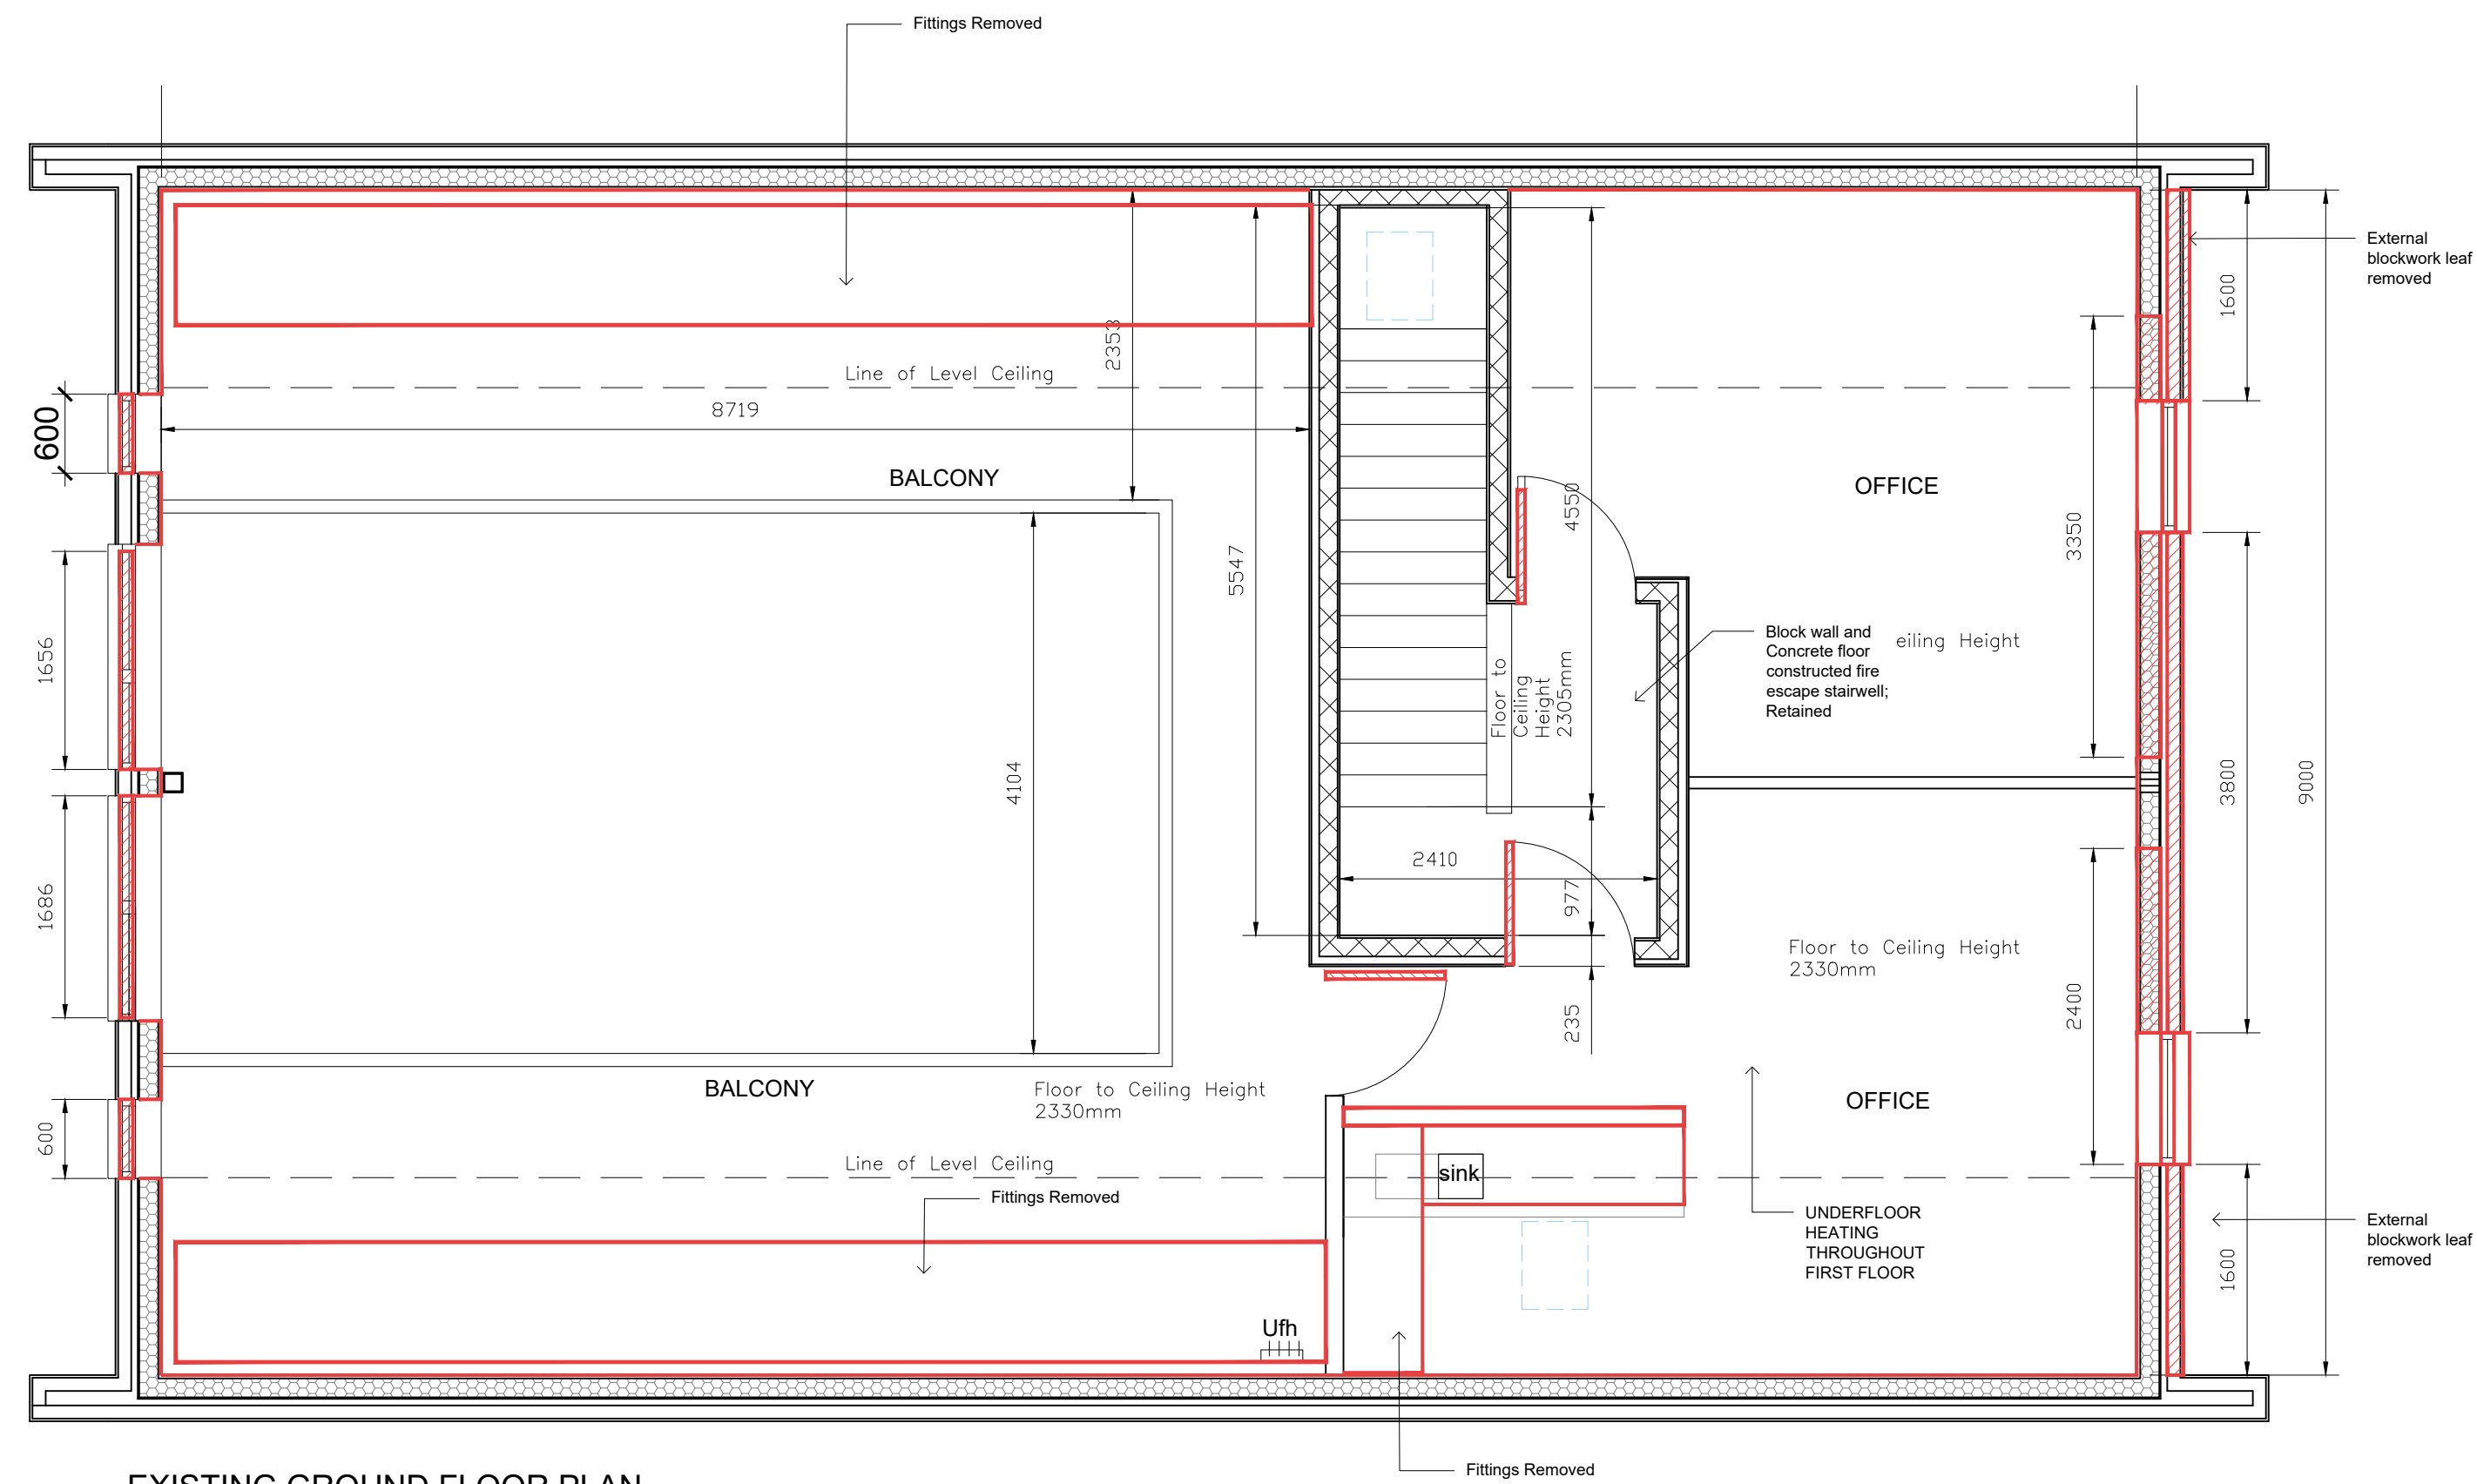 Fittings Removed
External
blockwork leaf
removed
1600
2353
Line of Level Ceiling
8719
600
BALCONY
OFFICE
4550
3350
5547
1656
Block wall and
Concrete floor
constructed fire
escape stairwell;
Retained
eiling Height
Floor to
Ceiling
Height
2305mm
4104
3800
9000
2410
977
1686
Floor to Ceiling Height
2330mm
2400
235
BALCONY
Floor to Ceiling Height
2330mm
OFFICE
600
Line of Level Ceiling
sink
Fittings Removed
UNDERFLOOR
HEATING
THROUGHOUT
FIRST FLOOR
External
blockwork leaf
removed
1600
Ufh
Fittings Removed
EXISTING GROUND FLOOR PLAN